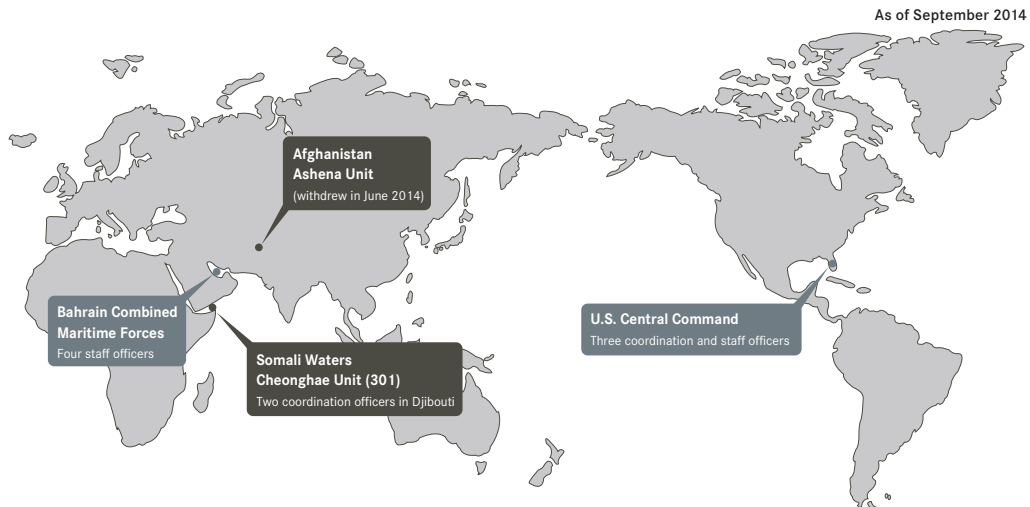 As of September 2014
Afghanistan
Ashena Unit
(withdrew in June 2014)
Bahrain Combined
Maritime Forces
Four staff officers
Somali Waters
Cheonghae Unit (301)
Two coordination officers in Djibouti
U.S. Central Command
Three coordination and staff officers